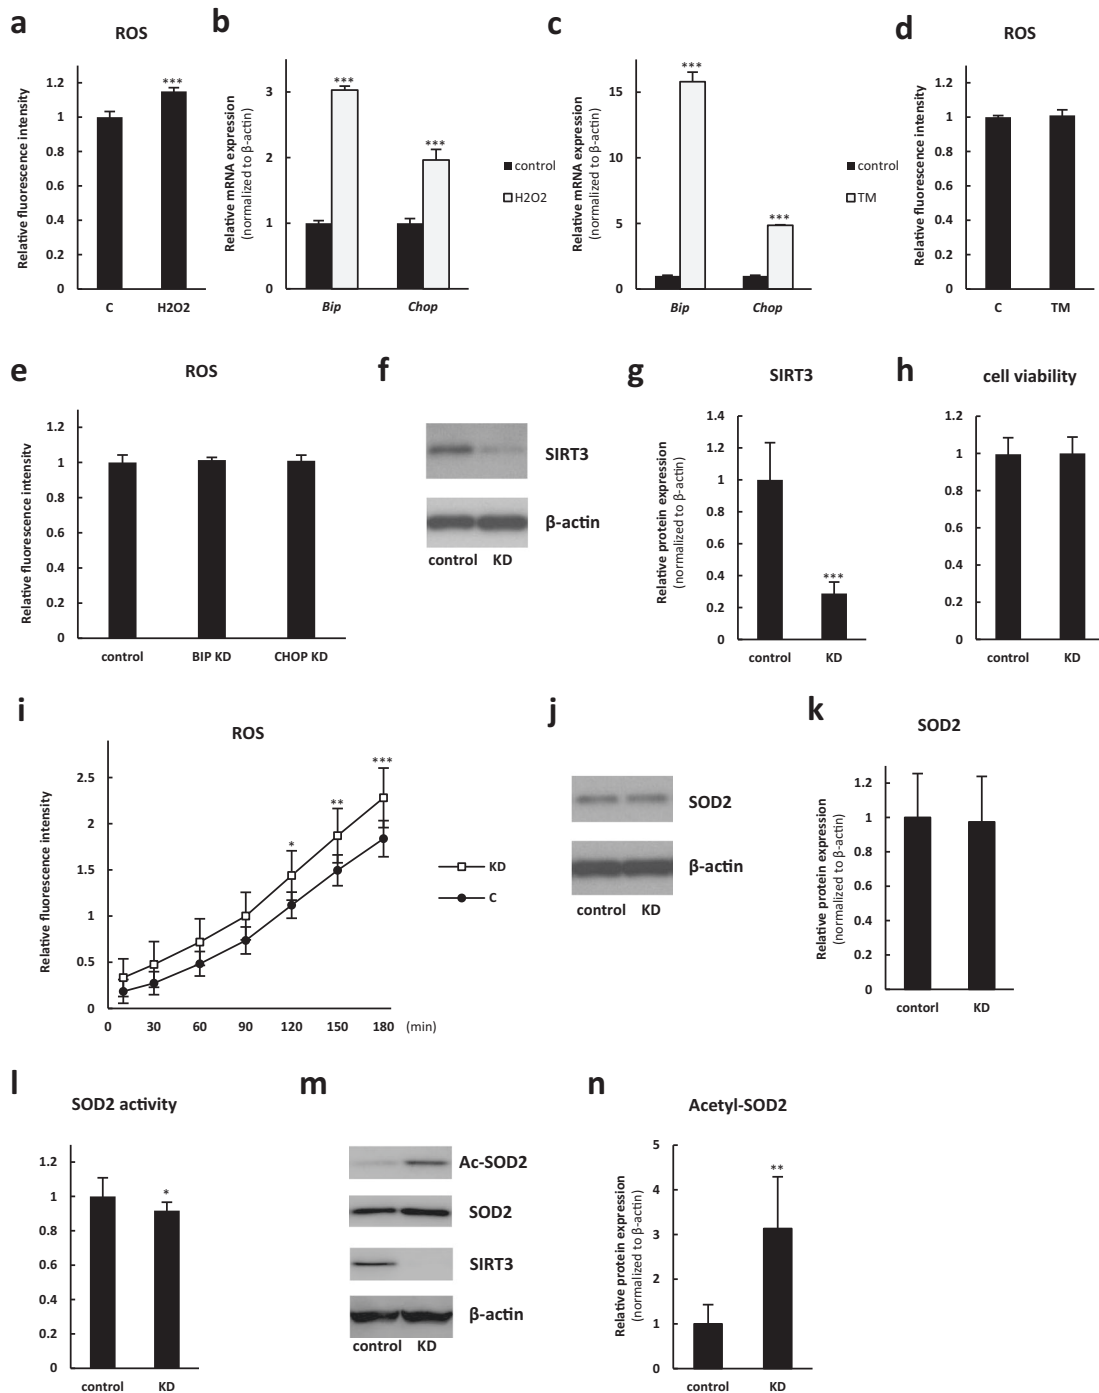 a
ROS
Relative fluorescence intensity
1.2
1
0.8
0.6
0.4
0.2
0
***
C
H2O2
b
Relative mRNA expression
(normalized to β-actin)
3
2
1
0
***
***
Bip
Chop
control
H2O2
c
Relative mRNA expression
(normalized to β-actin)
15
10
5
0
***
***
Bip
Chop
control
TM
d
ROS
Relative fluorescence intensity
1.2
1
0.8
0.6
0.4
0.2
0
C
TM
e
ROS
Relative fluorescence intensity
1.2
1
0.8
0.6
0.4
0.2
0
control
BIP KD
CHOP KD
f
SIRT3
β-actin
control
KD
g
SIRT3
Relative protein expression
(normalized to β-actin)
1.4
1.2
1
0.8
0.6
0.4
0.2
0
***
control
KD
h
cell viability
1.2
1
0.8
0.6
0.4
0.2
0
control
KD
i
ROS
Relative fluorescence intensity
2.5
2
1.5
1
0.5
0
*
**
***
0
30
60
90
120
150
180
(min)
KD
C
j
SOD2
β-actin
control
KD
k
SOD2
Relative protein expression
(normalized to β-actin)
1.2
1
0.8
0.6
0.4
0.2
0
contorl
KD
l
SOD2 activity
1.2
1
0.8
0.6
0.4
0.2
0
*
control
KD
m
Ac-SOD2
SOD2
SIRT3
β-actin
control
KD
n
Acetyl-SOD2
Relative protein expression
(normalized to β-actin)
5
4
3
2
1
0
**
control
KD